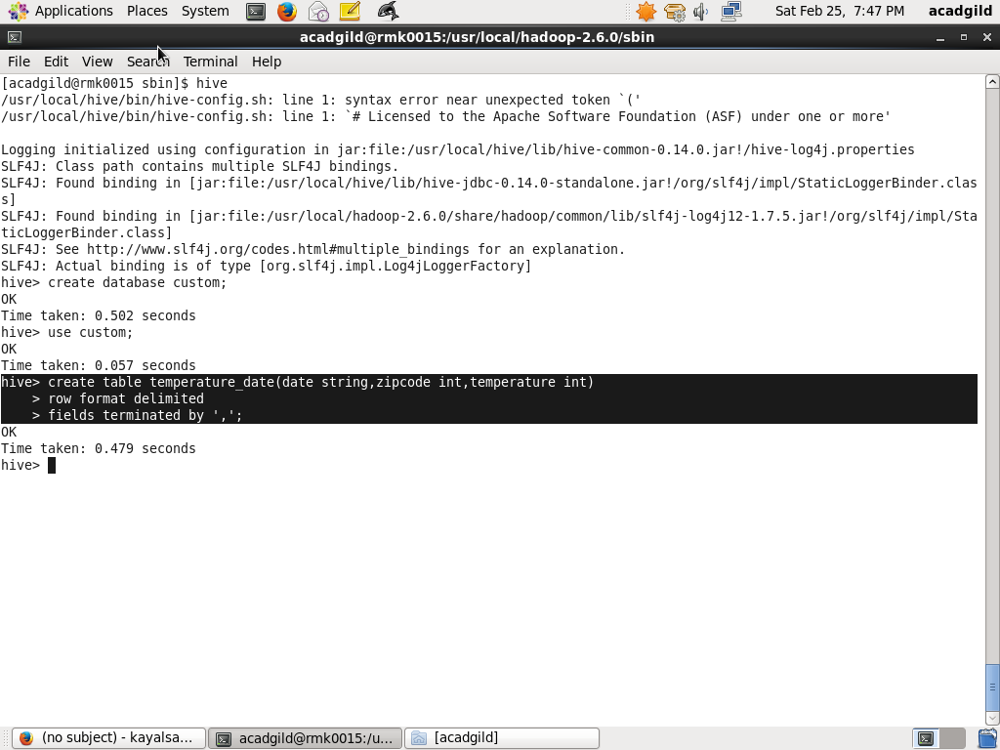 Applications Places System Sat Feb 25, 7:47 PM acadgild
acadgild@rmk0015:/usr/local/hadoop-2.6.0/sbin
File Edit View Search Terminal Help
[acadgild@rmk0015 sbin]$ hive
/usr/local/hive/bin/hive-config.sh: line 1: syntax error near unexpected token `('
/usr/local/hive/bin/hive-config.sh: line 1: `# Licensed to the Apache Software Foundation (ASF) under one or more'
Logging initialized using configuration in jar:file:/usr/local/hive/lib/hive-common-0.14.0.jar!/hive-log4j.properties
SLF4J: Class path contains multiple SLF4J bindings.
SLF4J: Found binding in [jar:file:/usr/local/hive/lib/hive-jdbc-0.14.0-standalone.jar!/org/slf4j/impl/StaticLoggerBinder.clas
s]
SLF4J: Found binding in [jar:file:/usr/local/hadoop-2.6.0/share/hadoop/common/lib/slf4j-log4j12-1.7.5.jar!/org/slf4j/impl/Sta
ticLoggerBinder.class]
SLF4J: See http://www.slf4j.org/codes.html#multiple_bindings for an explanation.
SLF4J: Actual binding is of type [org.slf4j.impl.Log4jLoggerFactory]
hive> create database custom;
OK
Time taken: 0.502 seconds
hive> use custom;
OK
Time taken: 0.057 seconds
hive> create table temperature_date(date string,zipcode int,temperature int)
    > row format delimited
    > fields terminated by ',';
OK
Time taken: 0.479 seconds
hive>
(no subject) - kayalsa... acadgild@rmk0015:/u... [acadgild]